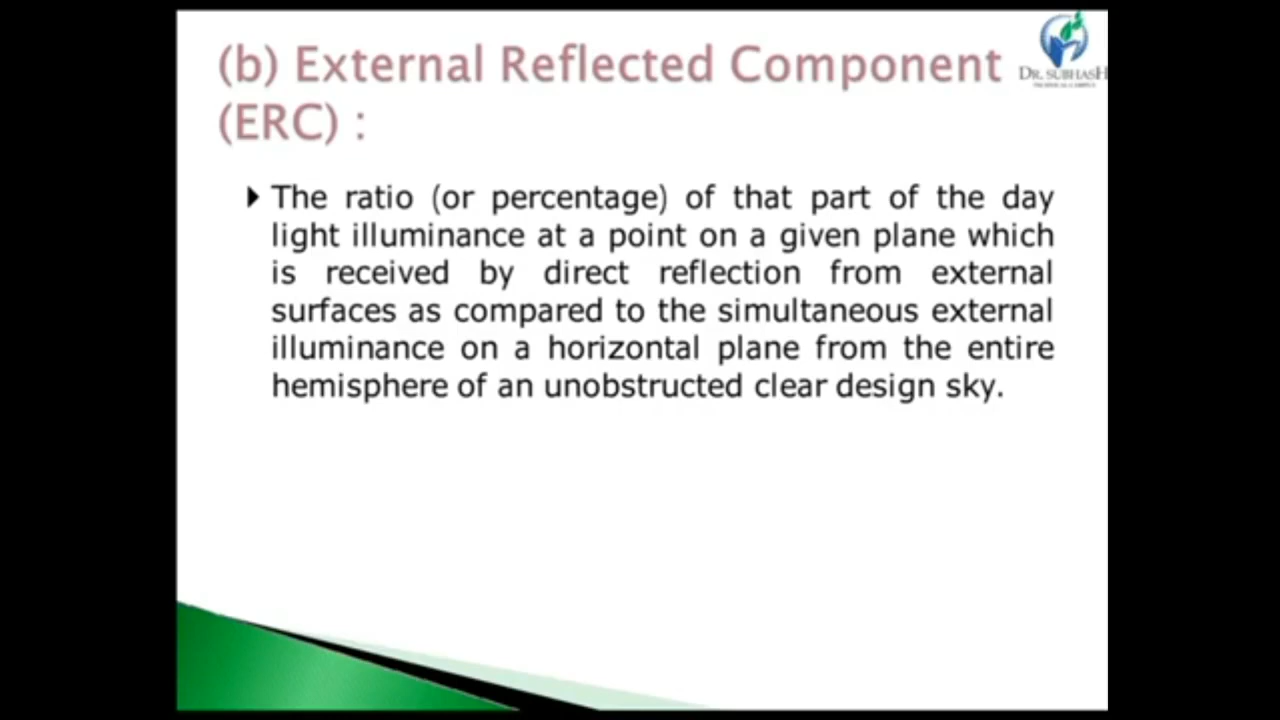 (b) External Reflected Component
(ERC) :
DR. SUBHASH
The ratio (or percentage) of that part of the day
light illuminance at a point on a given plane which
is received by direct reflection from external
surfaces as compared to the simultaneous external
illuminance on a horizontal plane from the entire
hemisphere of an unobstructed clear design sky.